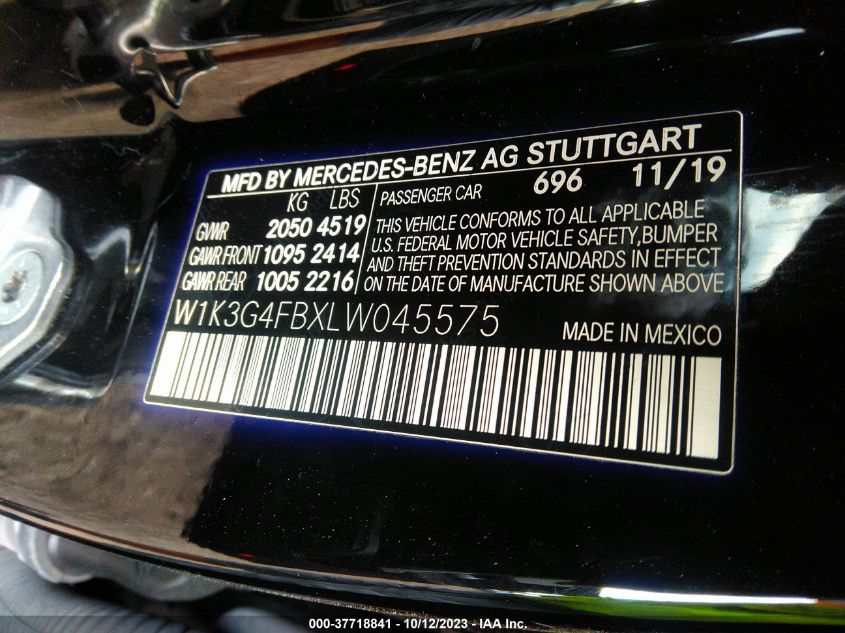 MFD BY MERCEDES-BENZ AG STUTTGART
KG LBS
GVWR 2050 4519
GAWR FRONT 1095 2414
GAWR REAR 1005 2216
PASSENGER CAR 696 11/19
THIS VEHICLE CONFORMS TO ALL APPLICABLE
U.S. FEDERAL MOTOR VEHICLE SAFETY, BUMPER
AND THEFT PREVENTION STANDARDS IN EFFECT
ON THE DATE OF MANUFACTURE SHOWN ABOVE
W1K3G4FBXLW045575
MADE IN MEXICO
000-37718841 - 10/12/2023 - IAA Inc.